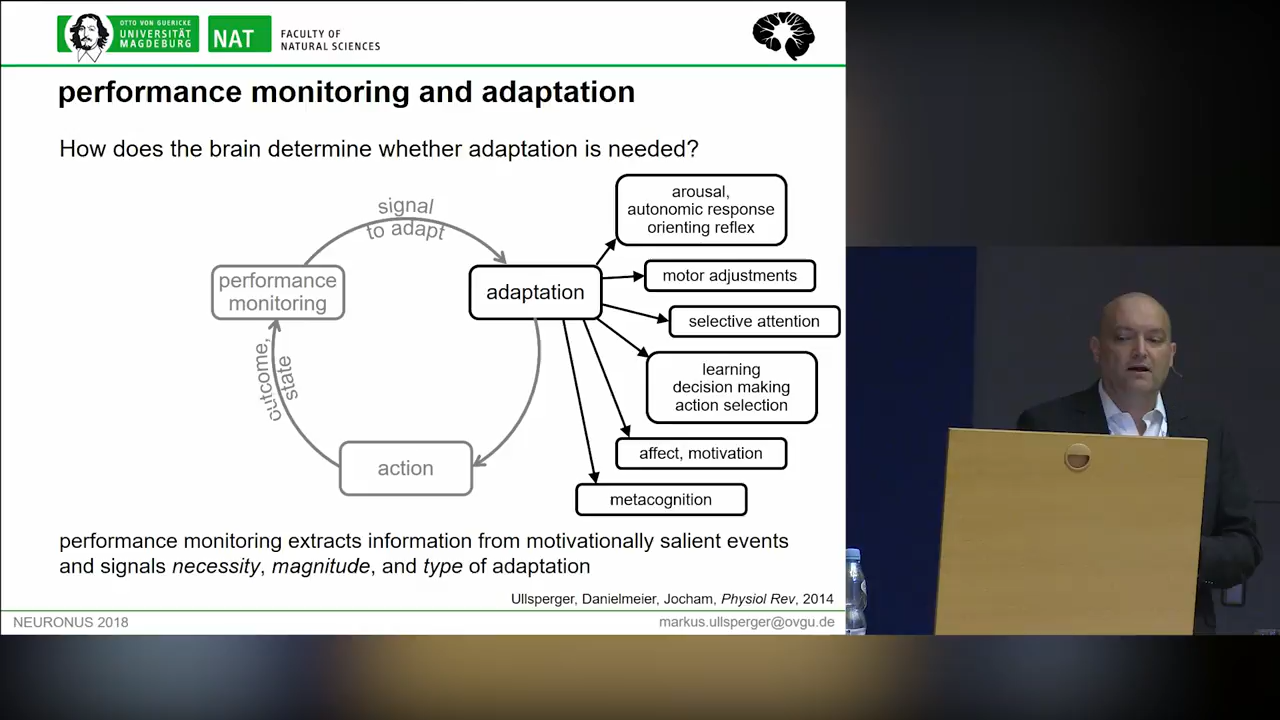 OTTO VON GUERICKE
UNIVERSITÄT
MAGDEBURG
NAT
FACULTY OF
NATURAL SCIENCES
performance monitoring and adaptation
How does the brain determine whether adaptation is needed?
signal
to adapt
arousal,
autonomic response
orienting reflex
performance
monitoring
adaptation
motor adjustments
selective attention
outcome,
state
learning
decision making
action selection
action
affect, motivation
metacognition
performance monitoring extracts information from motivationally salient events
and signals necessity, magnitude, and type of adaptation
Ullsperger, Danielmeier, Jocham, Physiol Rev, 2014
NEURONUS 2018
markus.ullsperger@ovgu.de